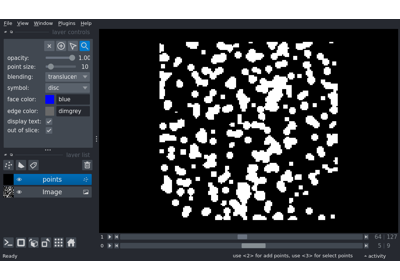 File View Window Plugins Help
layer controls
opacity: 1.00
point size: 10
blending: translucen
symbol: disc
face color: blue
edge color: dimgrey
display text:
out of slice:
layer list
points
Image
1 64 127
0 5 9
Ready use <2> for add points, use <3> for select points activity